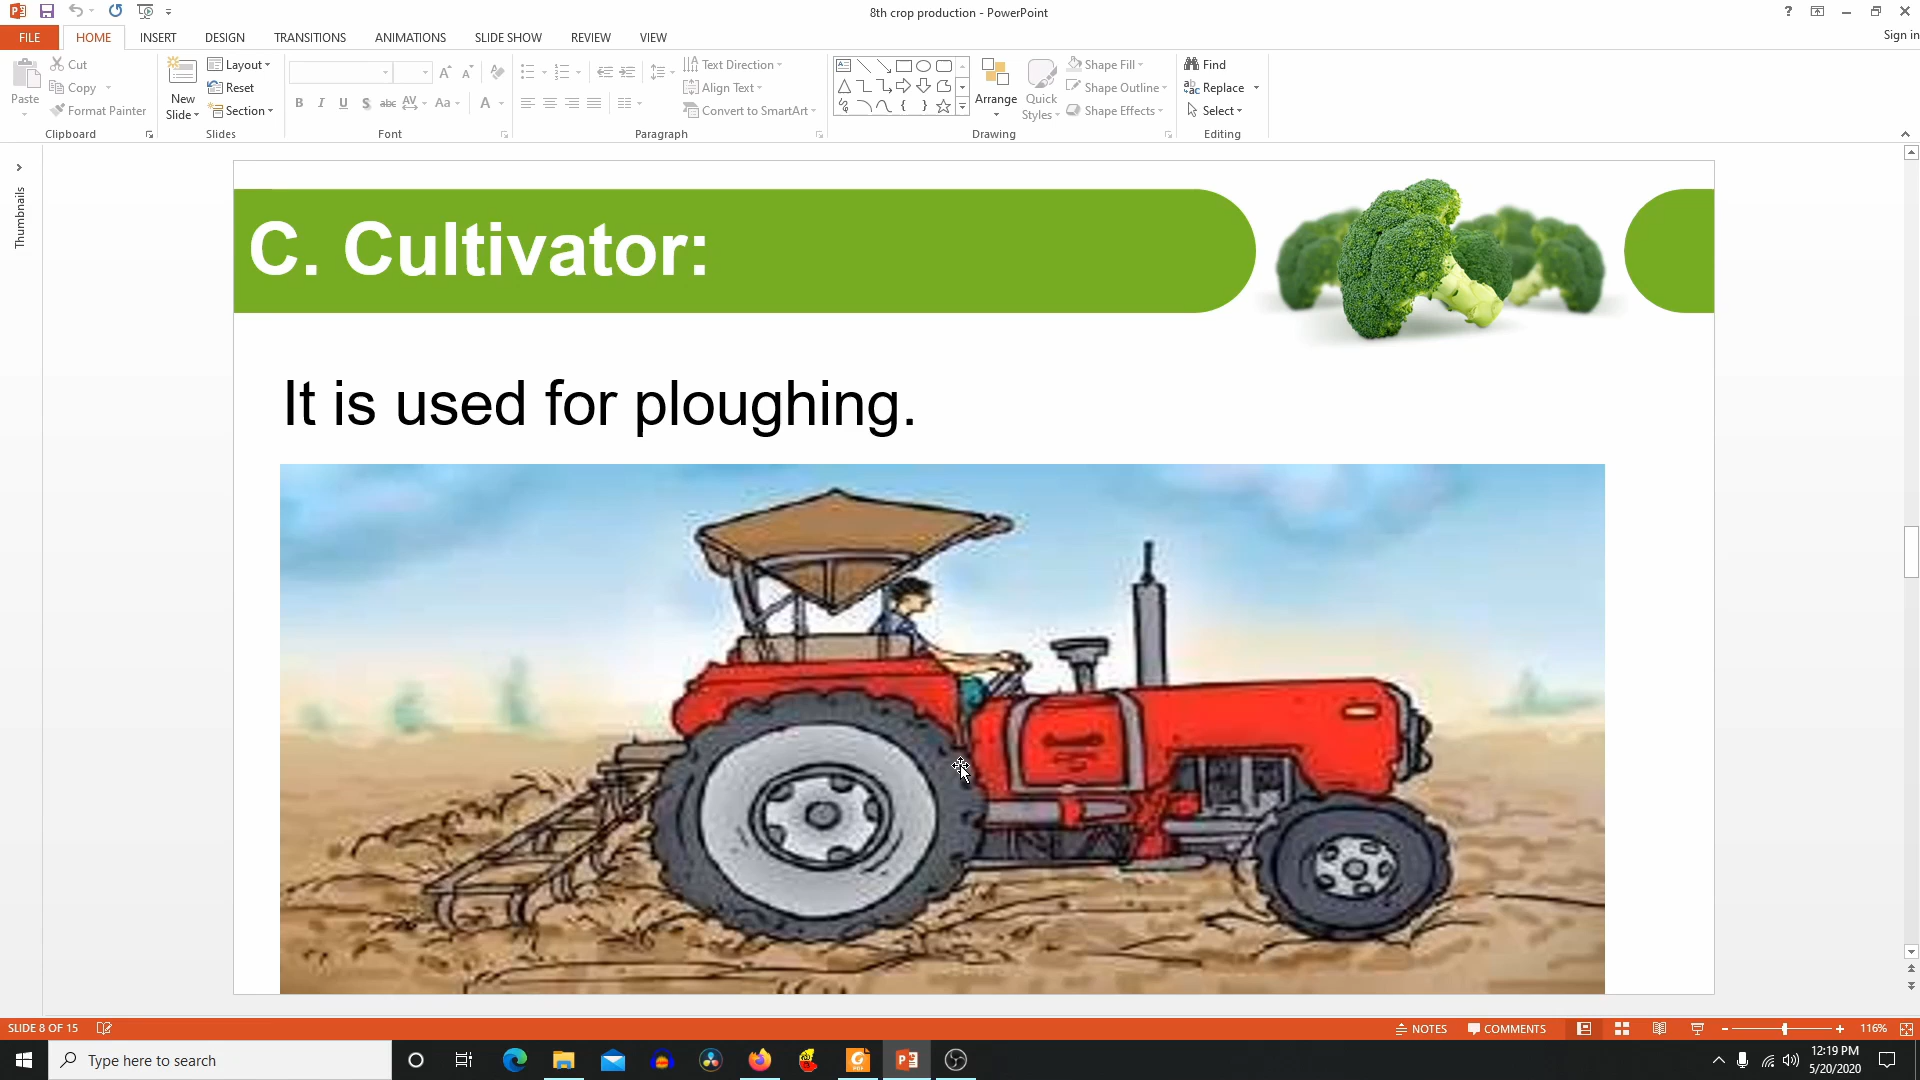 8th crop production - PowerPoint
Sign in
FILE HOME INSERT DESIGN TRANSITIONS ANIMATIONS SLIDE SHOW REVIEW VIEW
Paste
Cut
Copy
Format Painter
Clipboard
New Slide
Layout
Reset
Section
Slides
B I U S abc AV Aa A
Font
Text Direction
Align Text
Convert to SmartArt
Paragraph
Arrange
Quick Styles
Shape Fill
Shape Outline
Shape Effects
Drawing
Find
Replace
Select
Editing
Thumbnails
C. Cultivator:
It is used for ploughing.
SLIDE 8 OF 15
NOTES
COMMENTS
116%
Type here to search
12:19 PM
5/20/2020